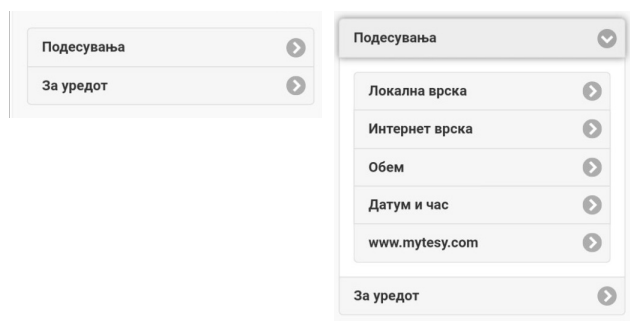 Подесувања
За уредот
Подесувања
Локална врска
Интернет врска
Обем
Датум и час
www.mytesy.com
За уредот